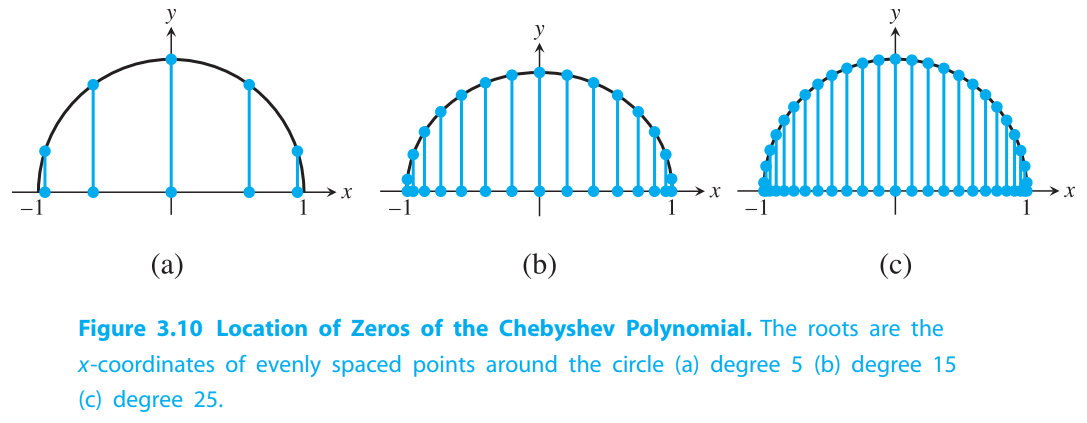 y
y
y
x
x
x
−1
1
−1
1
−1
1
(a)
(b)
(c)
Figure 3.10 Location of Zeros of the Chebyshev Polynomial. The roots are the
x-coordinates of evenly spaced points around the circle (a) degree 5 (b) degree 15
(c) degree 25.